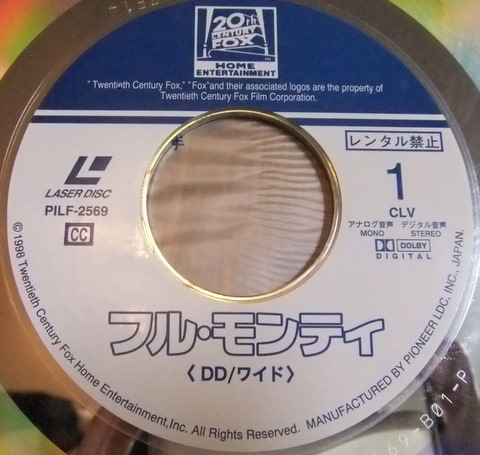 20th
CENTURY
FOX
HOME
ENTERTAINMENT
"Twentieth Century Fox," "Fox"and their associated logos are the property of
Twentieth Century Fox Film Corporation.
レンタル禁止
LASER DISC
PILF-2569
CC
1
CLV
アナログ音声 デジタル音声
MONO STEREO
DOLBY
DIGITAL
フル・モンティ
〈DD/ワイド〉
©1998 Twentieth Century Fox Home Entertainment,Inc. All Rights Reserved. MANUFACTURED BY PIONEER LDC, INC., JAPAN.
69-B01-P